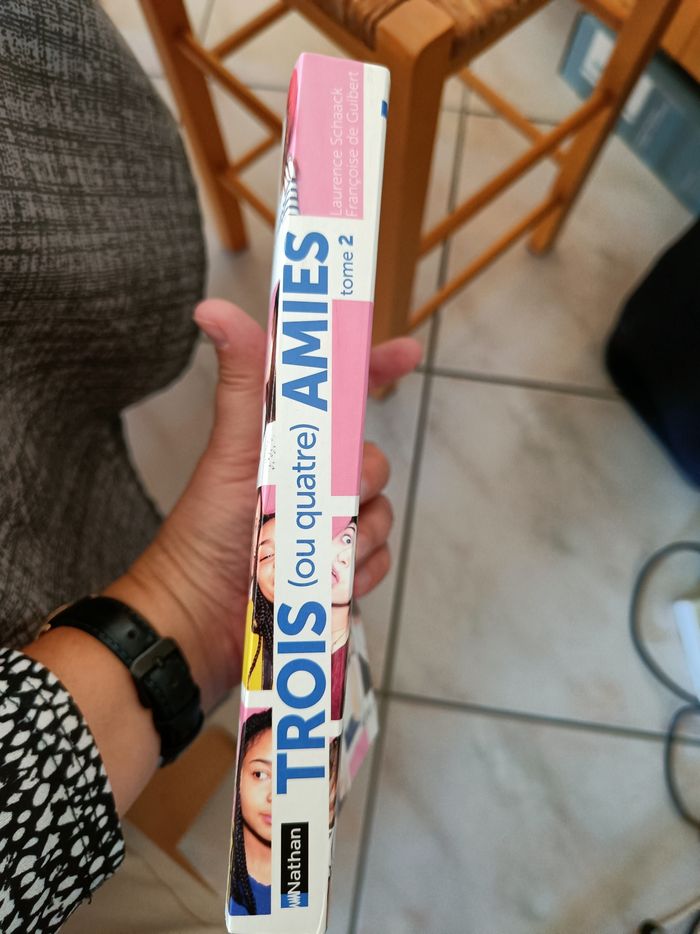 Nathan
TROIS (ou quatre) AMIES
tome 2
Laurence Schaack
Françoise de Guibert